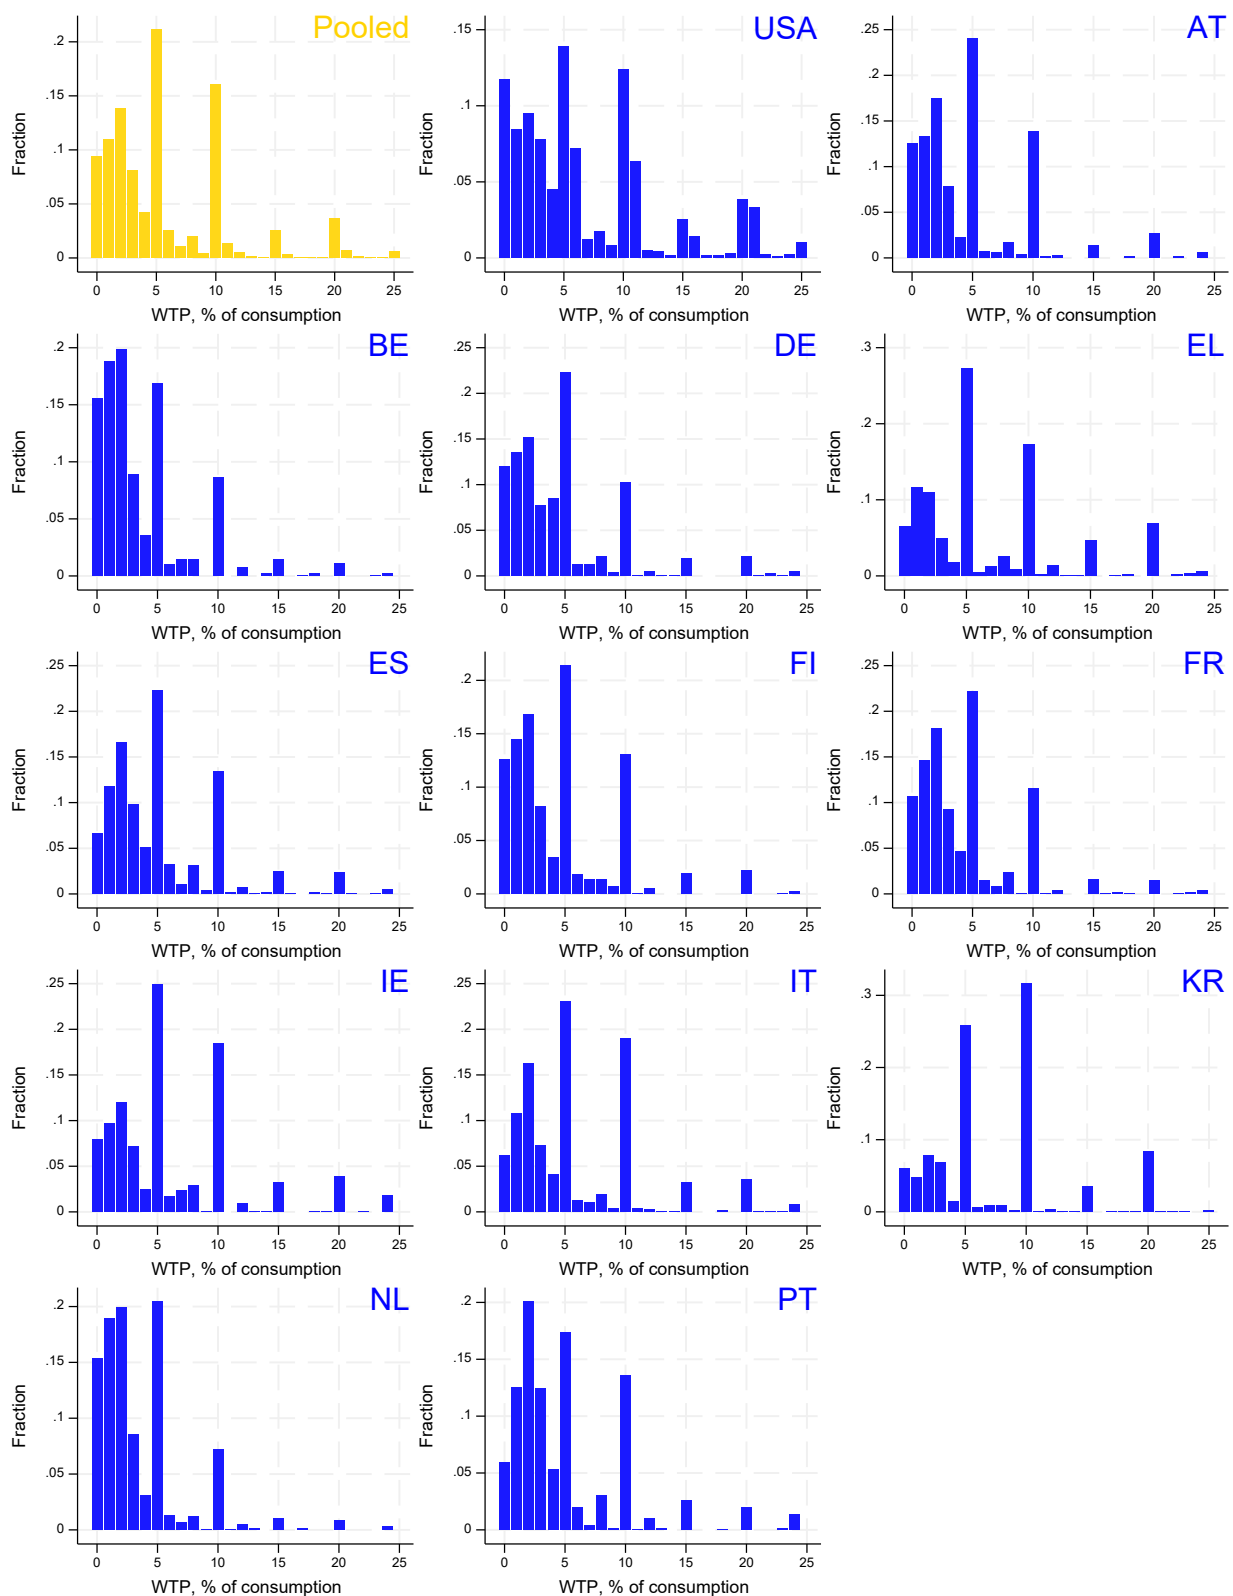 Pooled
Fraction
.2
.15
.1
.05
0
0 5 10 15 20 25
WTP, % of consumption
USA
Fraction
.15
.1
.05
0
0 5 10 15 20 25
WTP, % of consumption
AT
Fraction
.25
.2
.15
.1
.05
0
0 5 10 15 20 25
WTP, % of consumption
BE
Fraction
.2
.15
.1
.05
0
0 5 10 15 20 25
WTP, % of consumption
DE
Fraction
.25
.2
.15
.1
.05
0
0 5 10 15 20 25
WTP, % of consumption
EL
Fraction
.3
.2
.1
0
0 5 10 15 20 25
WTP, % of consumption
ES
Fraction
.25
.2
.15
.1
.05
0
0 5 10 15 20 25
WTP, % of consumption
FI
Fraction
.2
.15
.1
.05
0
0 5 10 15 20 25
WTP, % of consumption
FR
Fraction
.25
.2
.15
.1
.05
0
0 5 10 15 20 25
WTP, % of consumption
IE
Fraction
.25
.2
.15
.1
.05
0
0 5 10 15 20 25
WTP, % of consumption
IT
Fraction
.25
.2
.15
.1
.05
0
0 5 10 15 20 25
WTP, % of consumption
KR
Fraction
.3
.2
.1
0
0 5 10 15 20 25
WTP, % of consumption
NL
Fraction
.2
.15
.1
.05
0
0 5 10 15 20 25
WTP, % of consumption
PT
Fraction
.2
.15
.1
.05
0
0 5 10 15 20 25
WTP, % of consumption